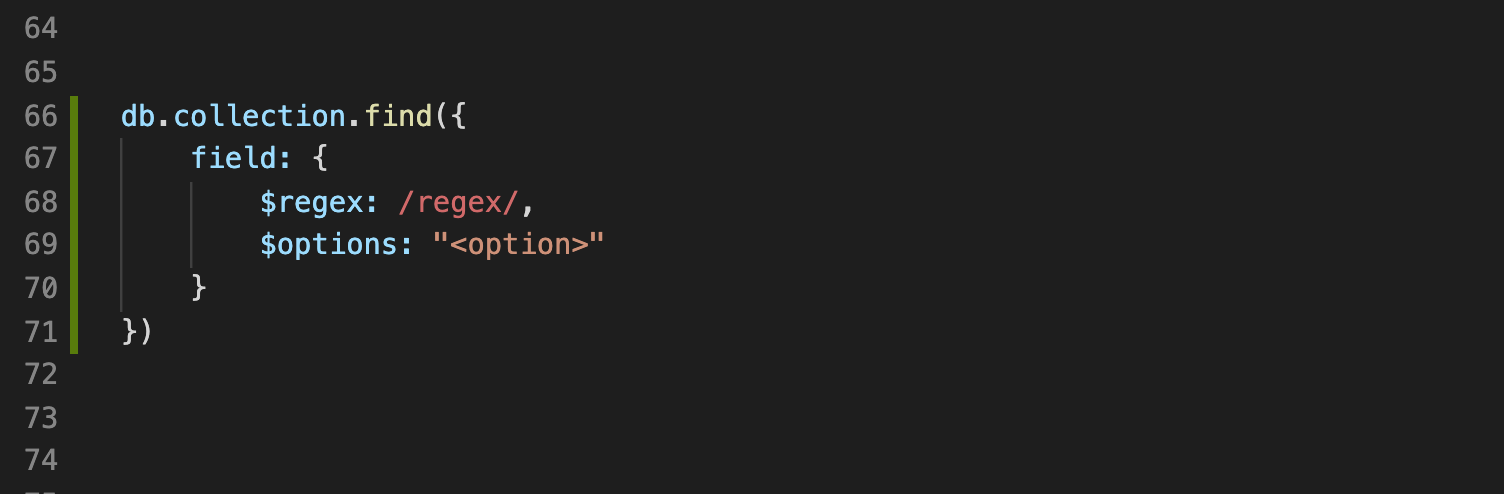 64
65
66 db.collection.find({
67     field: {
68         $regex: /regex/,
69         $options: "<option>"
70     }
71 })
72
73
74